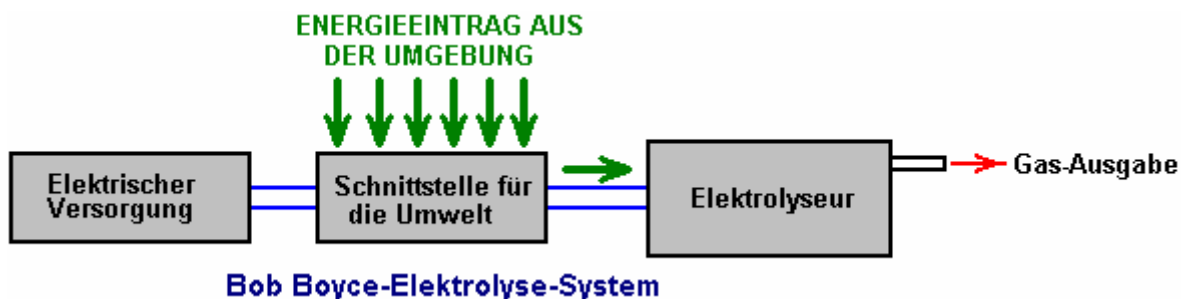 ENERGIEEINTRAG AUS
DER UMGEBUNG
Elektrischer
Versorgung
Schnittstelle für
die Umwelt
Elektrolyseur
Gas-Ausgabe
Bob Boyce-Elektrolyse-System